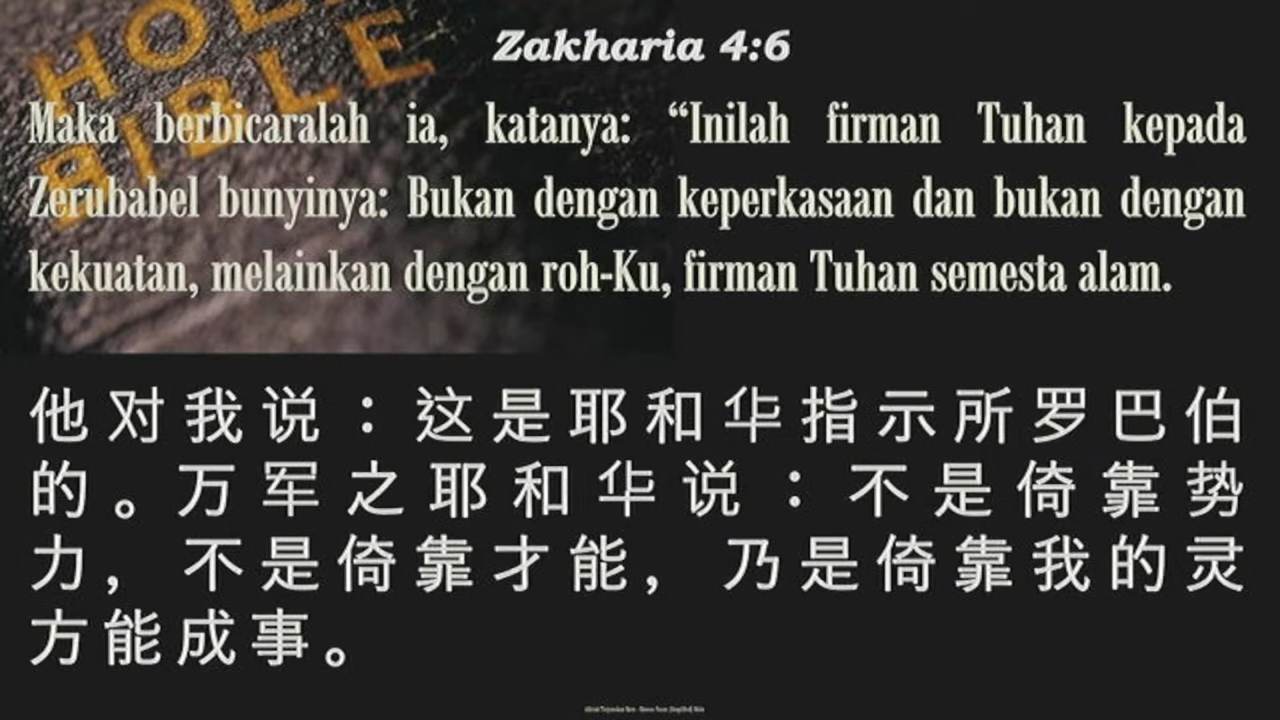 HOLY
BIBLE
Zakharia 4:6
Maka berbicaralah ia, katanya: “Inilah firman Tuhan kepada
Zerubabel bunyinya: Bukan dengan keperkasaan dan bukan dengan
kekuatan, melainkan dengan roh-Ku, firman Tuhan semesta alam.
他对我说：这是耶和华指示所罗巴伯
的。万军之耶和华说：不是倚靠势
力，不是倚靠才能，乃是倚靠我的灵
方能成事。